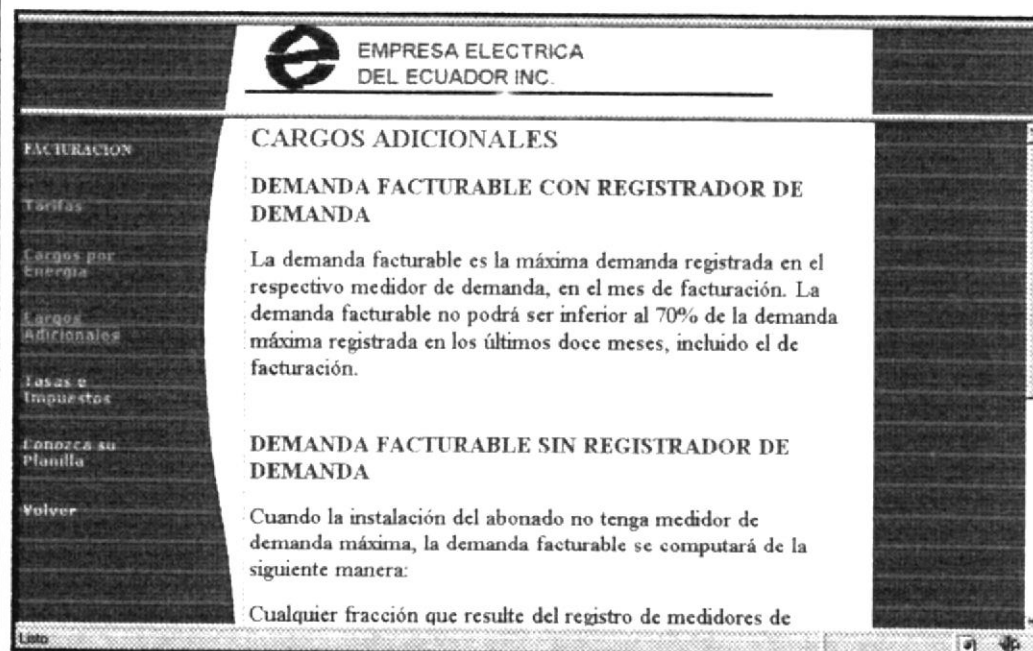 EMPRESA ELECTRICA
DEL ECUADOR INC.
FACTURACION
Tarifas
Cargos por
Energia
Cargos
Adicionales
Tasas e
Impuestos
Conozca su
Planilla
Volver
CARGOS ADICIONALES
DEMANDA FACTURABLE CON REGISTRADOR DE
DEMANDA
La demanda facturable es la máxima demanda registrada en el
respectivo medidor de demanda, en el mes de facturación. La
demanda facturable no podrá ser inferior al 70% de la demanda
máxima registrada en los últimos doce meses, incluido el de
facturación.
DEMANDA FACTURABLE SIN REGISTRADOR DE
DEMANDA
Cuando la instalación del abonado no tenga medidor de
demanda máxima, la demanda facturable se computará de la
siguiente manera:
Cualquier fracción que resulte del registro de medidores de
Listo